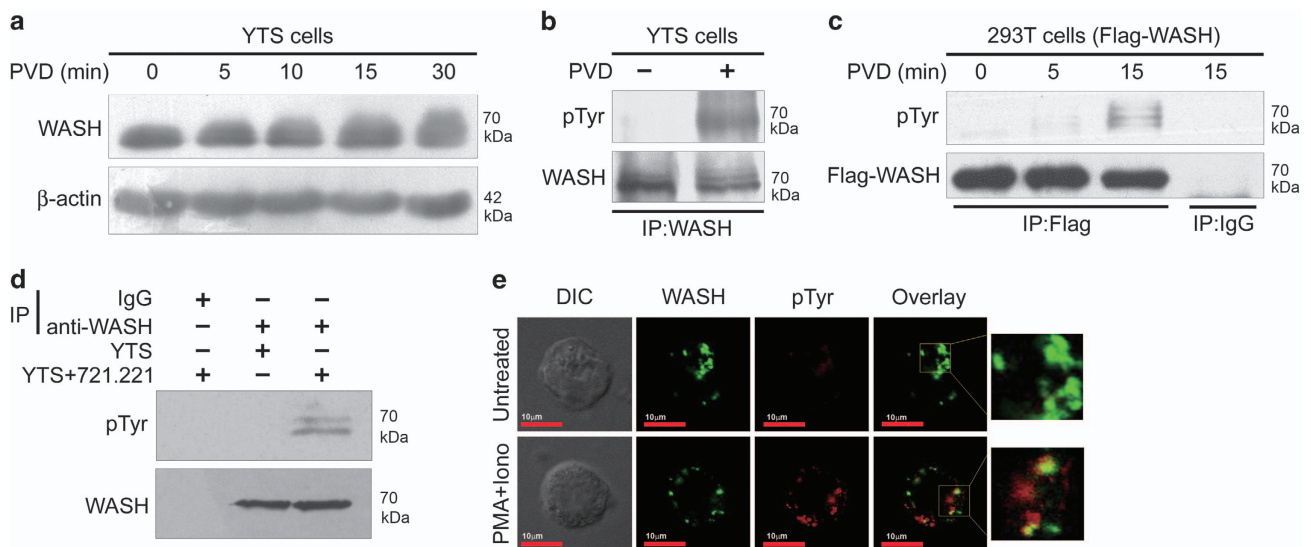 a
YTS cells
PVD (min) 0 5 10 15 30
WASH
70
kDa
β-actin
42
kDa
b
YTS cells
PVD − +
pTyr
70
kDa
WASH
70
kDa
IP:WASH
c
293T cells (Flag-WASH)
PVD (min) 0 5 15 15
pTyr
70
kDa
Flag-WASH
70
kDa
IP:Flag IP:IgG
d
IP
IgG + − −
anti-WASH − + +
YTS − + −
YTS+721.221 + − +
pTyr
70
kDa
WASH
70
kDa
e
DIC WASH pTyr Overlay
Untreated
10µm 10µm 10µm 10µm
PMA+Iono
10µm 10µm 10µm 10µm